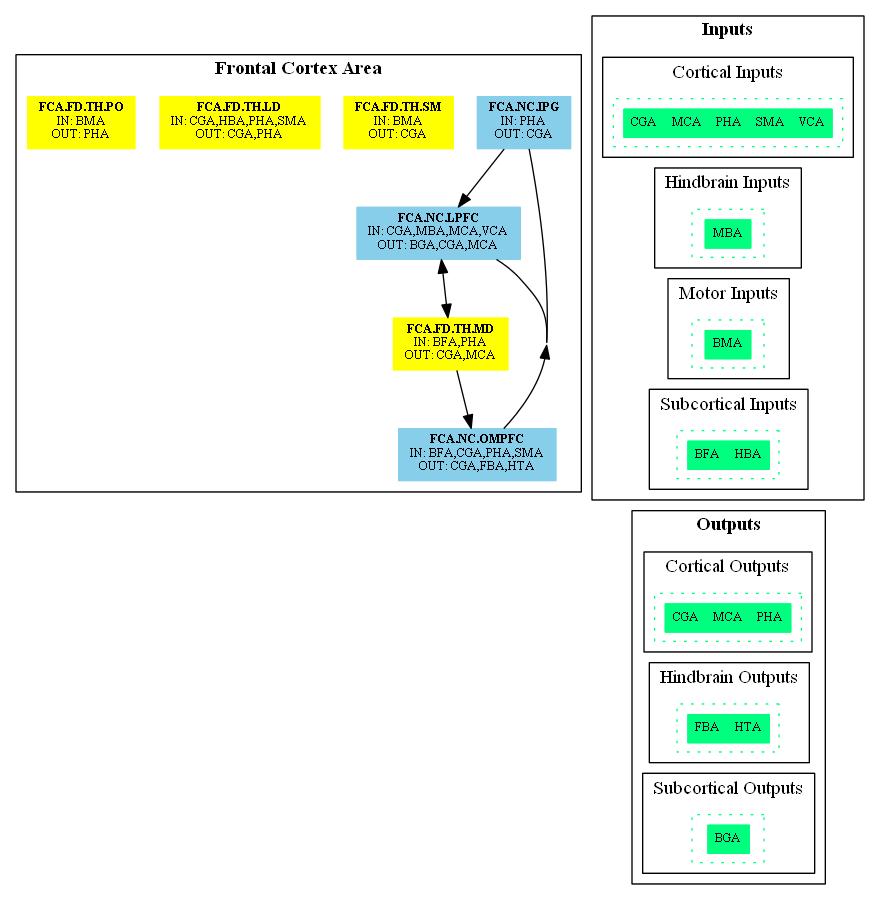 Frontal Cortex Area
FCA.FD.TH.PO
IN: BMA
OUT: PHA
FCA.FD.TH.LD
IN: CGA,HBA,PHA,SMA
OUT: CGA,PHA
FCA.FD.TH.SM
IN: BMA
OUT: CGA
FCA.NC.IPG
IN: PHA
OUT: CGA
FCA.NC.LPFC
IN: CGA,MBA,MCA,VCA
OUT: BGA,CGA,MCA
FCA.FD.TH.MD
IN: BFA,PHA
OUT: CGA,MCA
FCA.NC.OMPFC
IN: BFA,CGA,PHA,SMA
OUT: CGA,FBA,HTA
Inputs
Cortical Inputs
CGA MCA PHA SMA VCA
Hindbrain Inputs
MBA
Motor Inputs
BMA
Subcortical Inputs
BFA HBA
Outputs
Cortical Outputs
CGA MCA PHA
Hindbrain Outputs
FBA HTA
Subcortical Outputs
BGA